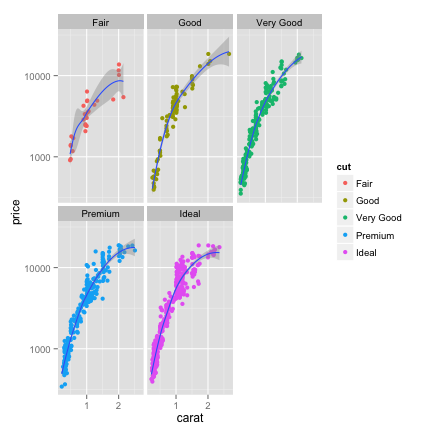 Fair Good Very Good
10000
1000
price
Premium Ideal
10000
1000
1 2 1 2
carat
cut
Fair
Good
Very Good
Premium
Ideal